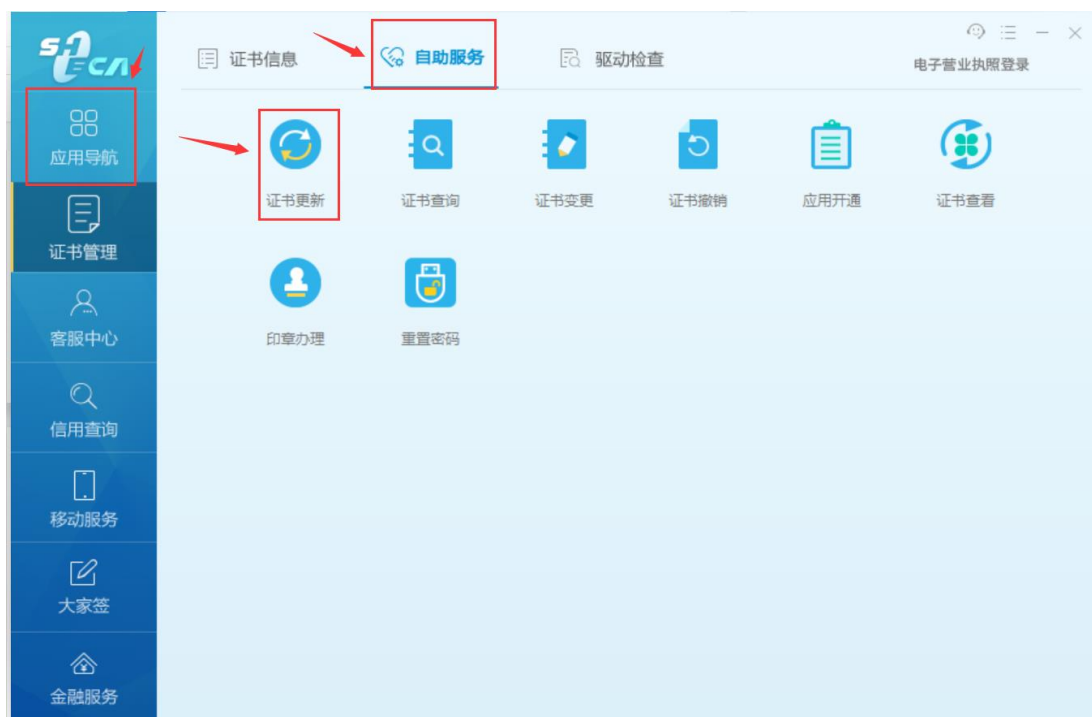 证书信息
自助服务
驱动检查
电子营业执照登录
应用导航
证书管理
客服中心
信用查询
移动服务
大家签
金融服务
证书更新
证书查询
证书变更
证书撤销
应用开通
证书查看
印章办理
重置密码